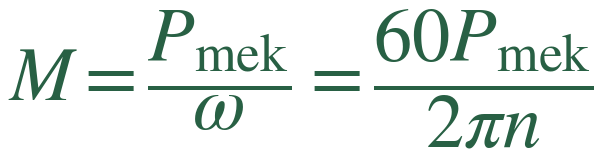 M = P_mek / ω = 60P_mek / 2πn